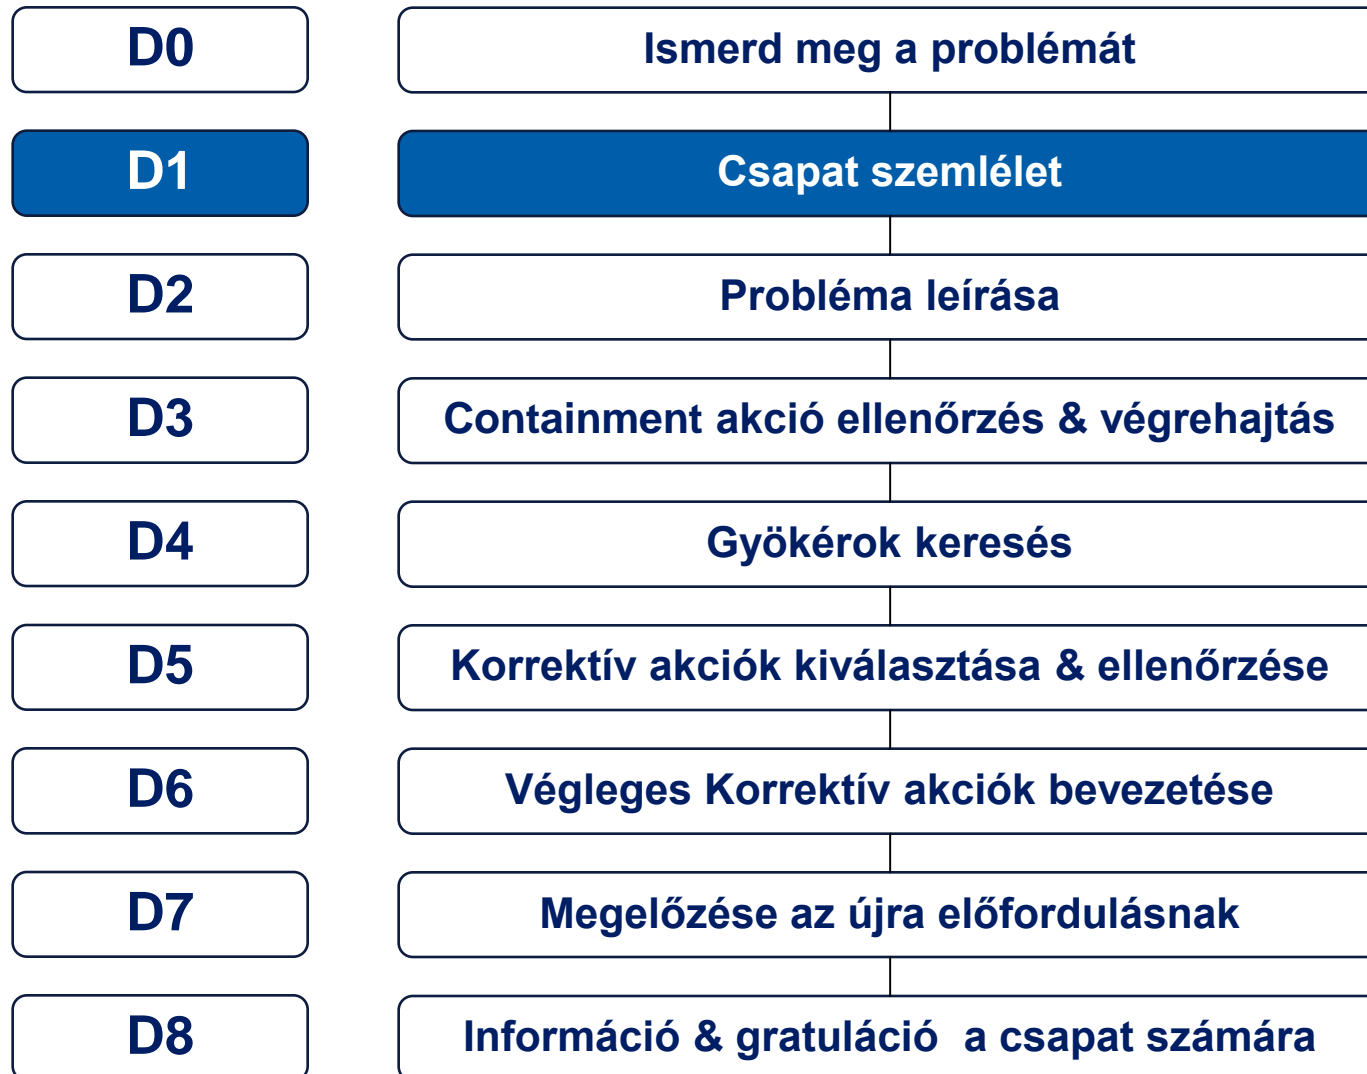 D0 Ismerd meg a problémát
D1 Csapat szemlélet
D2 Probléma leírása
D3 Containment akció ellenőrzés & végrehajtás
D4 Gyökérok keresés
D5 Korrektív akciók kiválasztása & ellenőrzése
D6 Végleges Korrektív akciók bevezetése
D7 Megelőzése az újra előfordulásnak
D8 Információ & gratuláció  a csapat számára